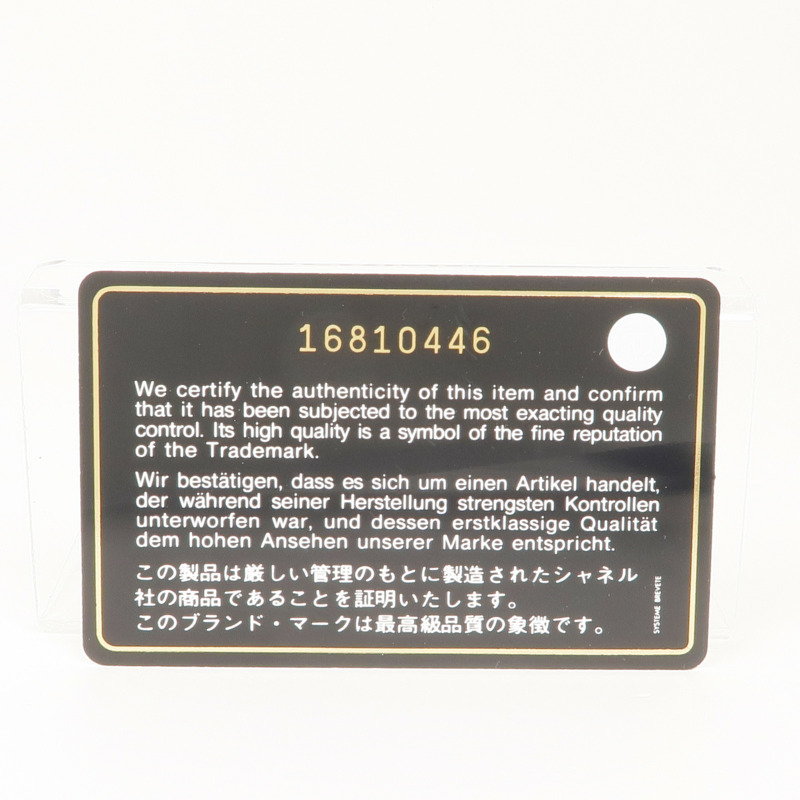 16810446
We certify the authenticity of this item and confirm
that it has been subjected to the most exacting quality
control. Its high quality is a symbol of the fine reputation
of the Trademark.
Wir bestätigen, dass es sich um einen Artikel handelt,
der während seiner Herstellung strengsten Kontrollen
unterworfen war, und dessen erstklassige Qualität
dem hohen Ansehen unserer Marke entspricht.
この製品は厳しい管理のもとに製造されたシャネル
社の商品であることを証明いたします。
このブランド・マークは最高級品質の象徴です。
SYSTEME BREVETE